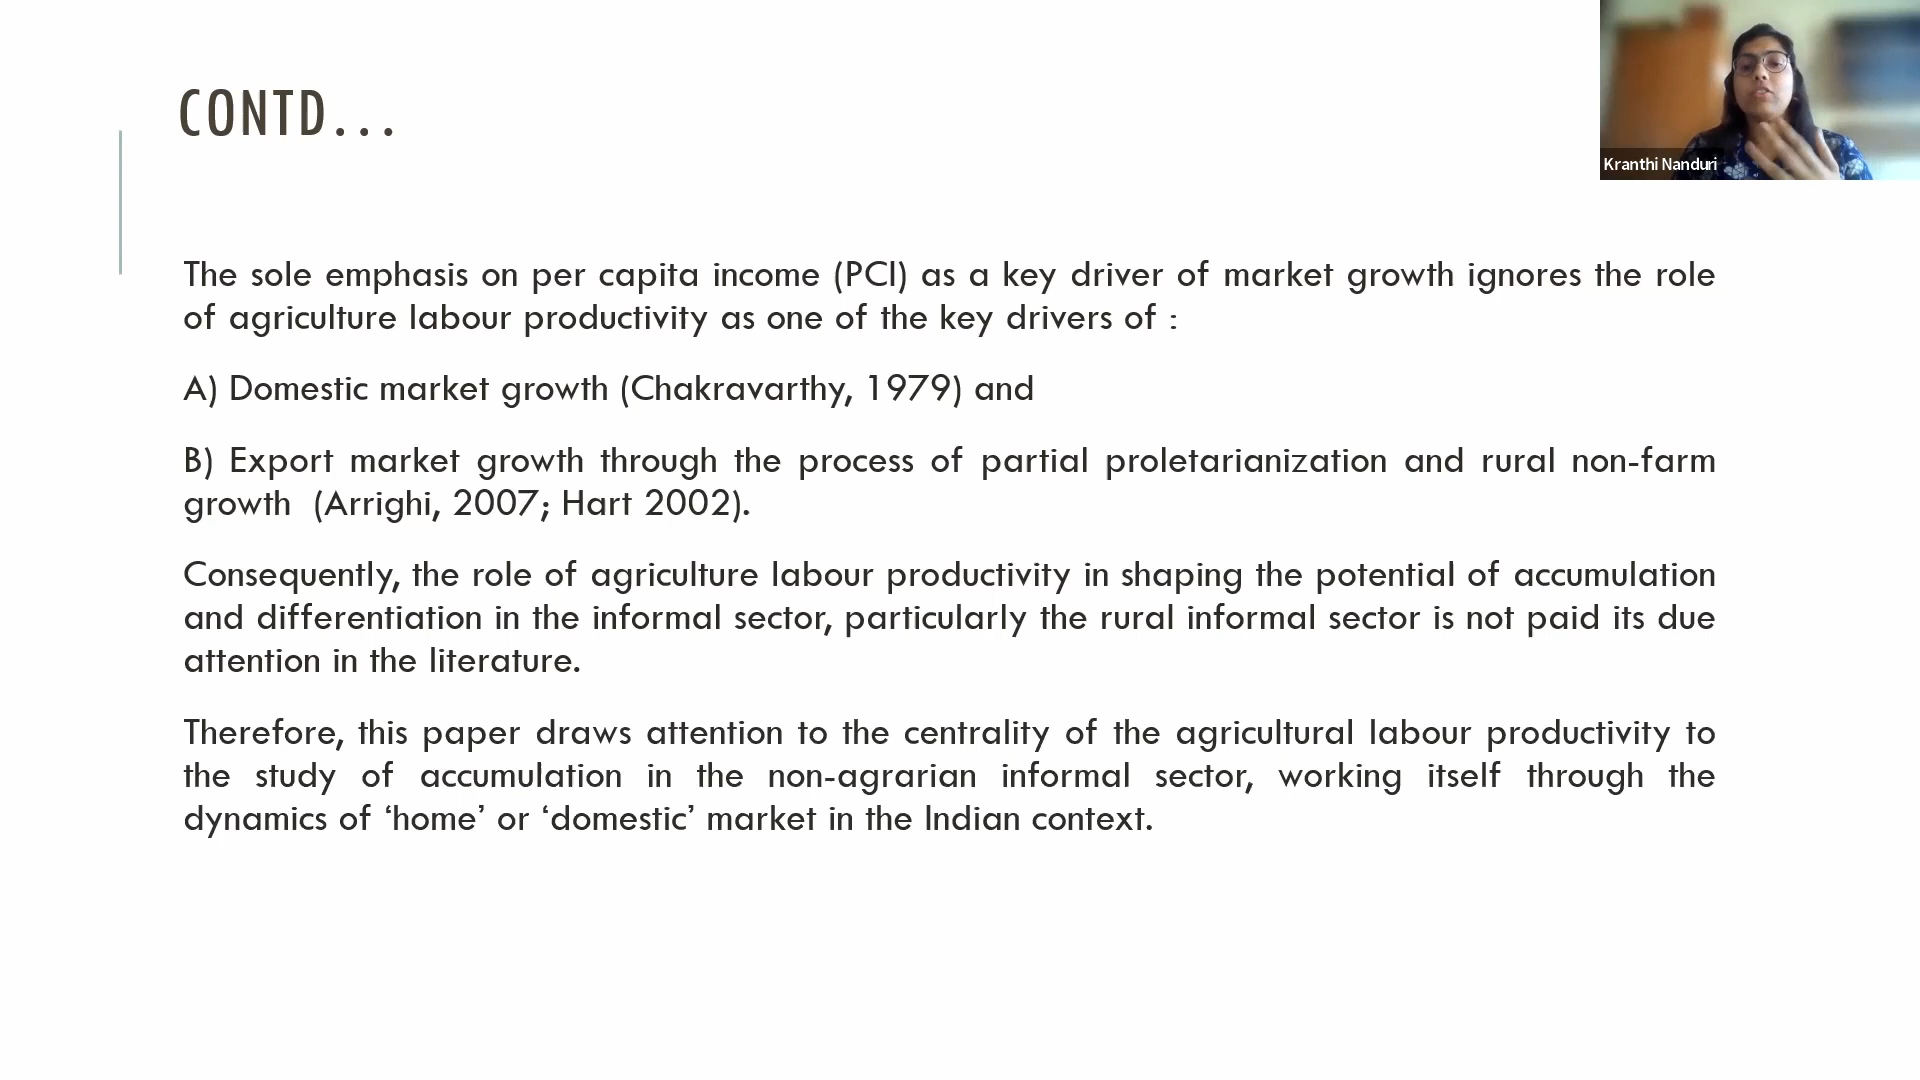 CONTD...
Kranthi Nanduri
The sole emphasis on per capita income (PCI) as a key driver of market growth ignores the role
of agriculture labour productivity as one of the key drivers of :
A) Domestic market growth (Chakravarthy, 1979) and
B) Export market growth through the process of partial proletarianization and rural non-farm
growth (Arrighi, 2007; Hart 2002).
Consequently, the role of agriculture labour productivity in shaping the potential of accumulation
and differentiation in the informal sector, particularly the rural informal sector is not paid its due
attention in the literature.
Therefore, this paper draws attention to the centrality of the agricultural labour productivity to
the study of accumulation in the non-agrarian informal sector, working itself through the
dynamics of ‘home’ or ‘domestic’ market in the Indian context.